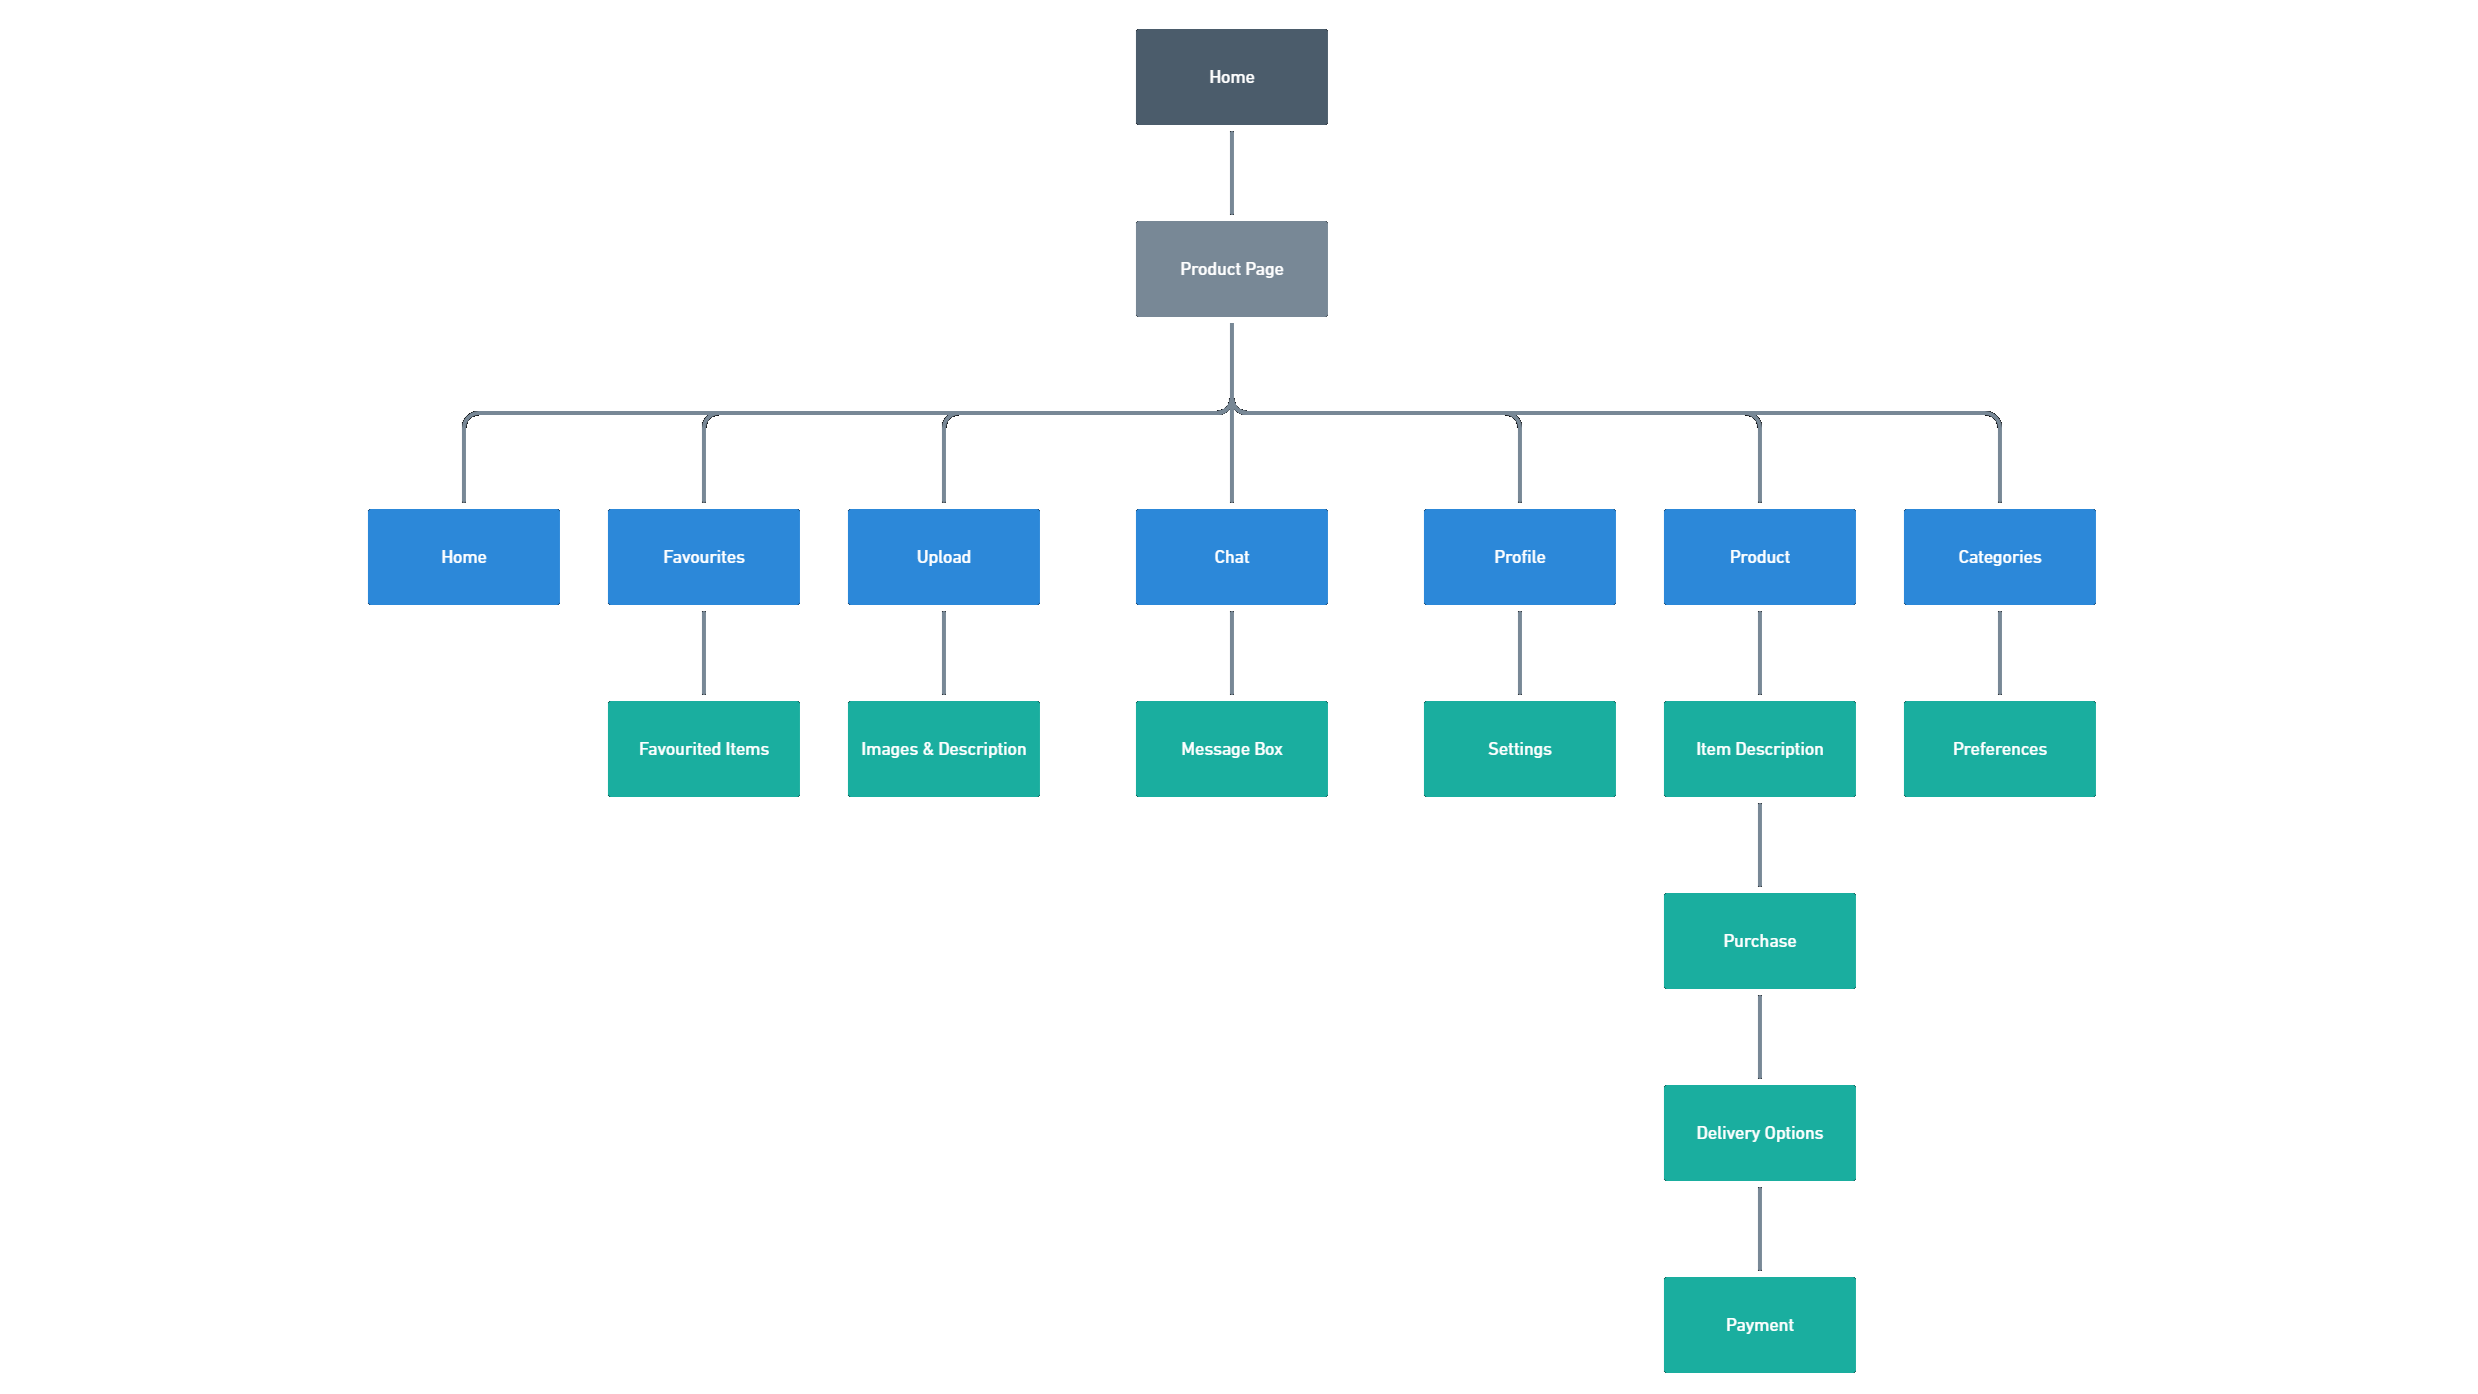 Home
Product Page
Home
Favourites
Upload
Chat
Profile
Product
Categories
Favourited Items
Images & Description
Message Box
Settings
Item Description
Preferences
Purchase
Delivery Options
Payment